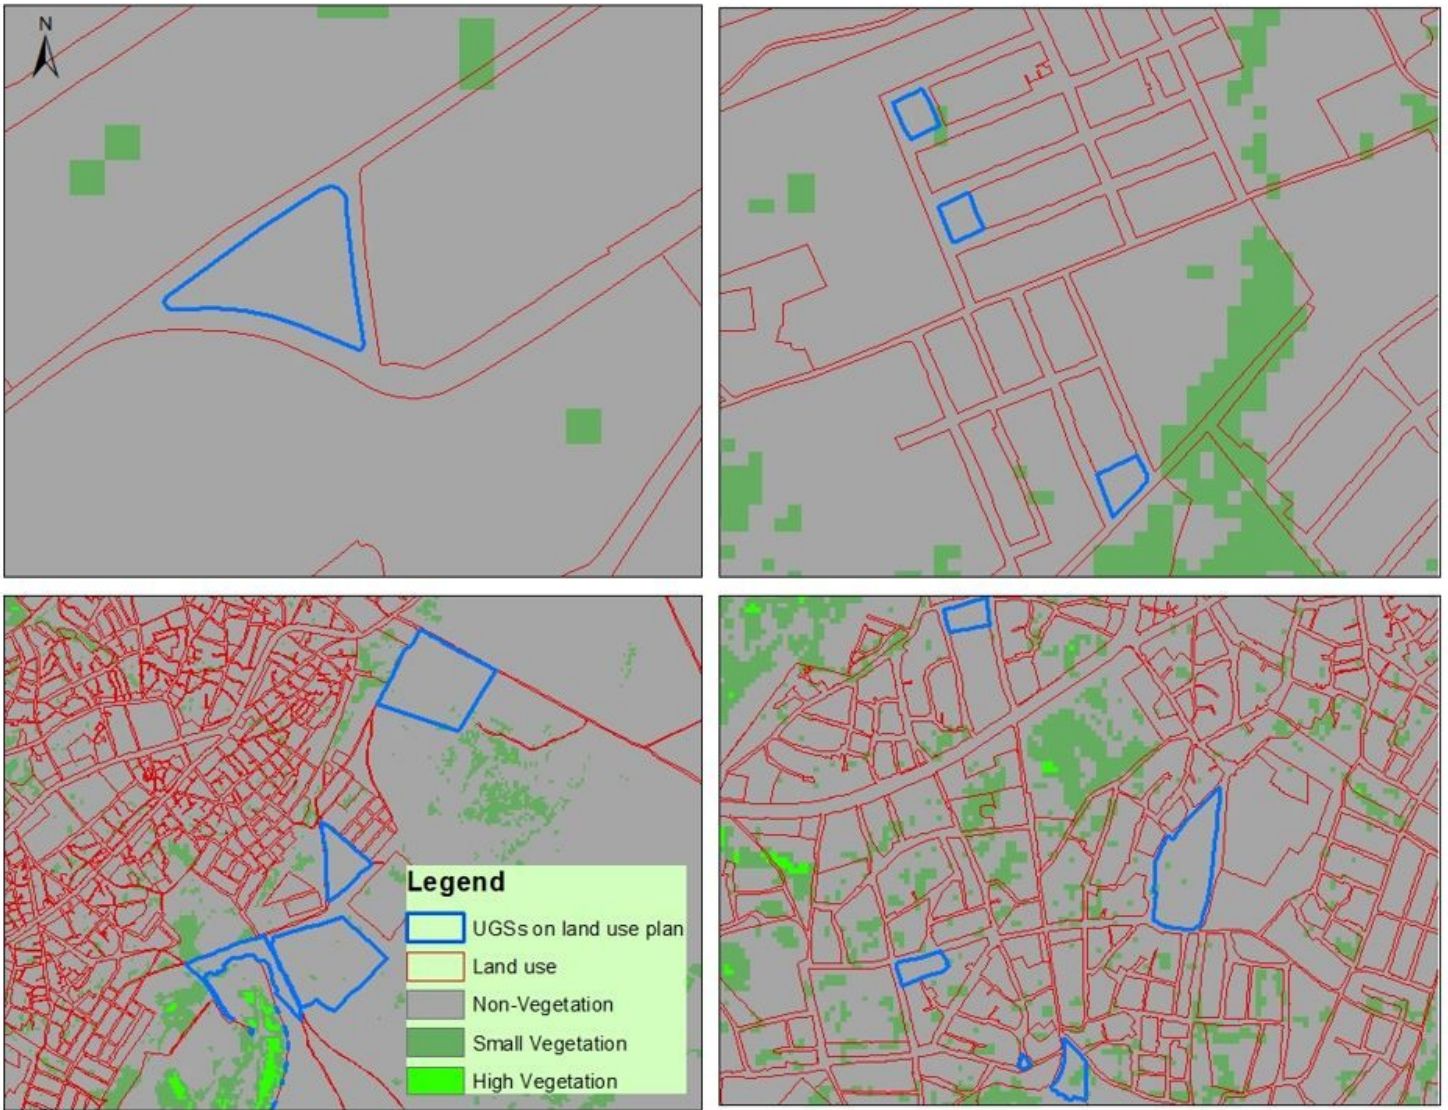 N
Legend
UGSs on land use plan
Land use
Non-Vegetation
Small Vegetation
High Vegetation